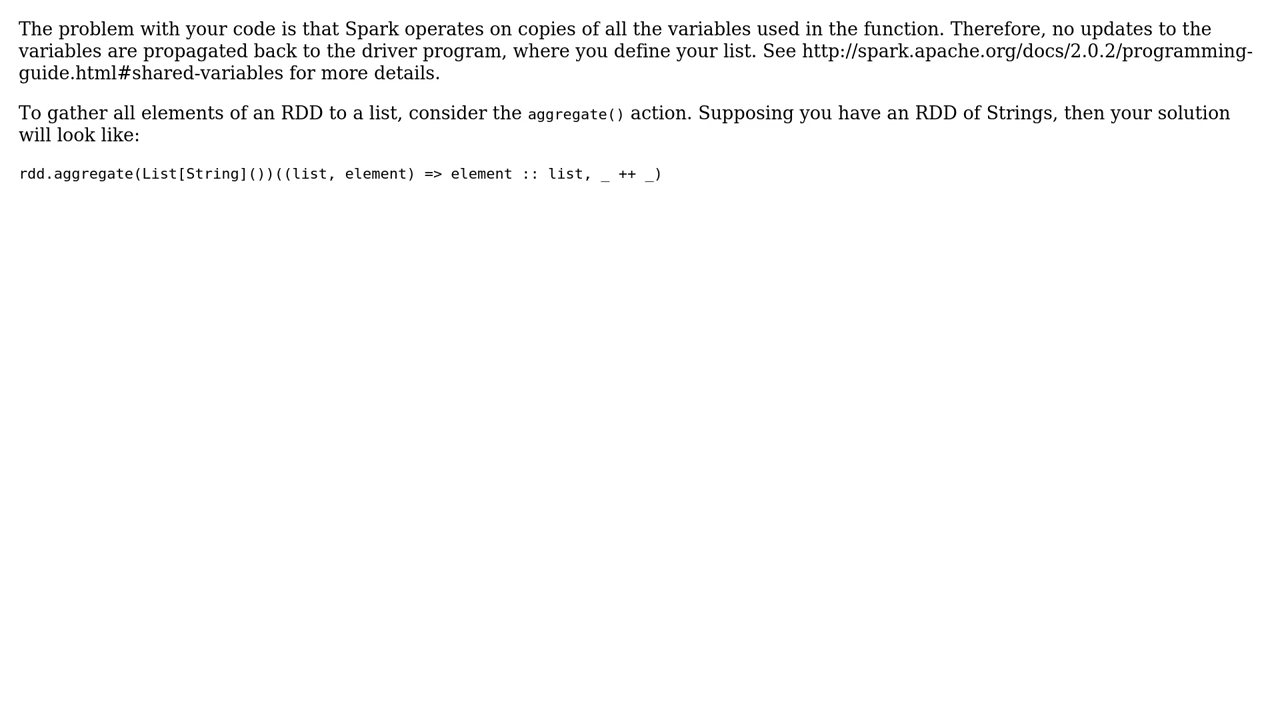 The problem with your code is that Spark operates on copies of all the variables used in the function. Therefore, no updates to the
variables are propagated back to the driver program, where you define your list. See http://spark.apache.org/docs/2.0.2/programming-
guide.html#shared-variables for more details.
To gather all elements of an RDD to a list, consider the aggregate() action. Supposing you have an RDD of Strings, then your solution
will look like:
rdd.aggregate(List[String]())((list, element) => element :: list, _ ++ _)